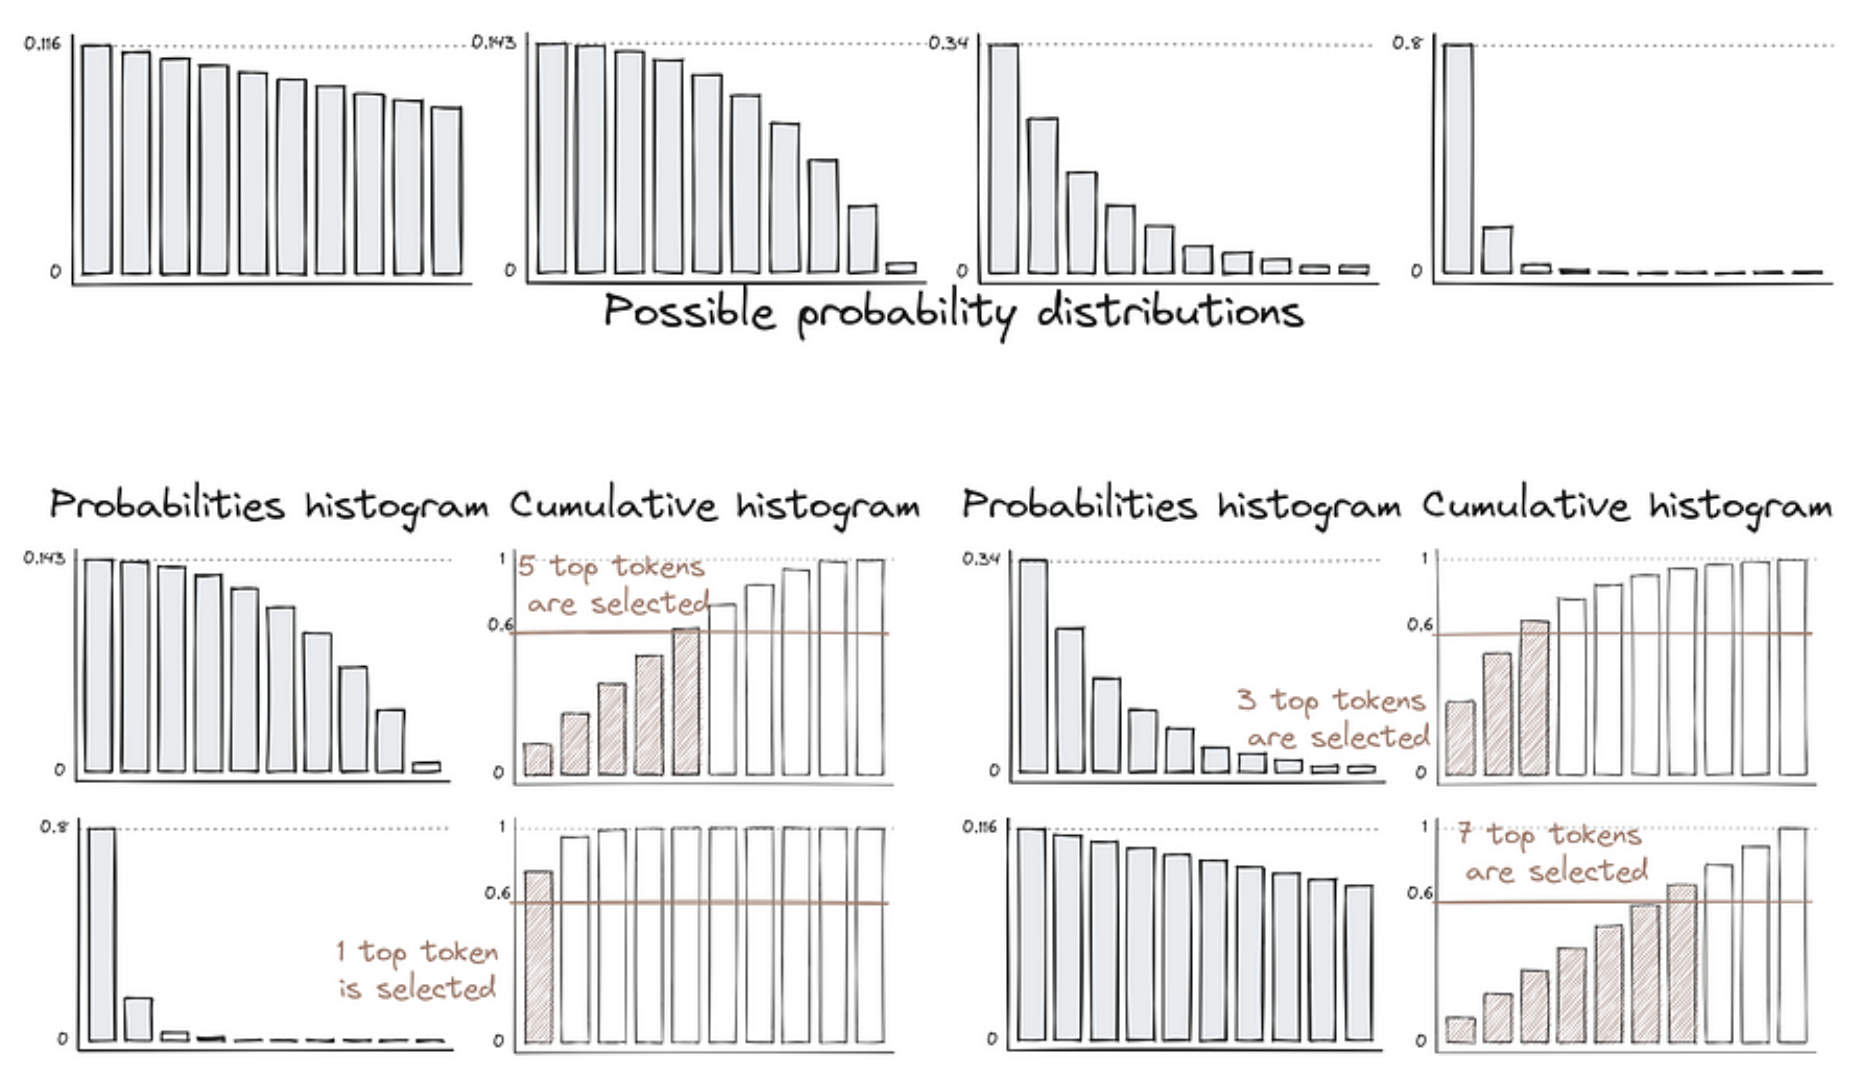 0.116
0
0.143
0
0.34
0
0.8
0
Possible probability distributions
Probabilities histogram
Cumulative histogram
Probabilities histogram
Cumulative histogram
0.143
0
1
0.6
0
5 top tokens
are selected
0.34
0
3 top tokens
are selected
1
0.6
0
0.8
0
1 top token
is selected
1
0.6
0
0.116
0
1
0.6
0
7 top tokens
are selected